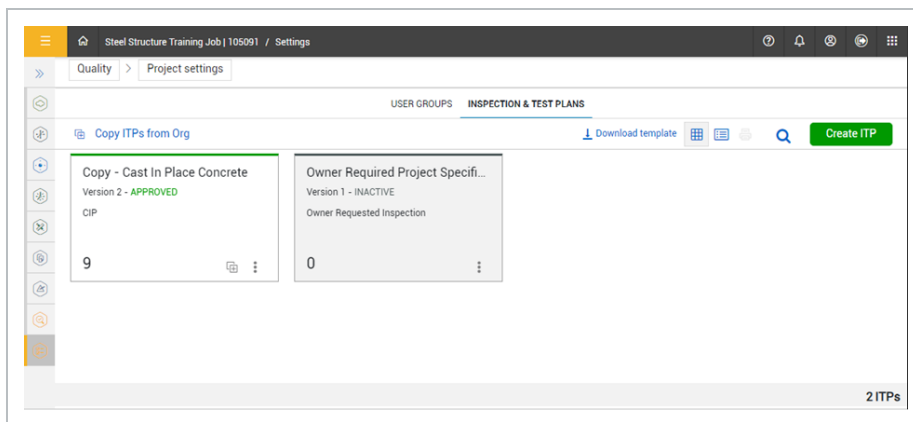 Steel Structure Training Job | 105091 / Settings
Quality > Project settings
USER GROUPS INSPECTION & TEST PLANS
Copy ITPs from Org Download template Create ITP
Copy - Cast In Place Concrete
Version 2 - APPROVED
CIP
9
Owner Required Project Specifi...
Version 1 - INACTIVE
Owner Requested Inspection
0
2 ITPs